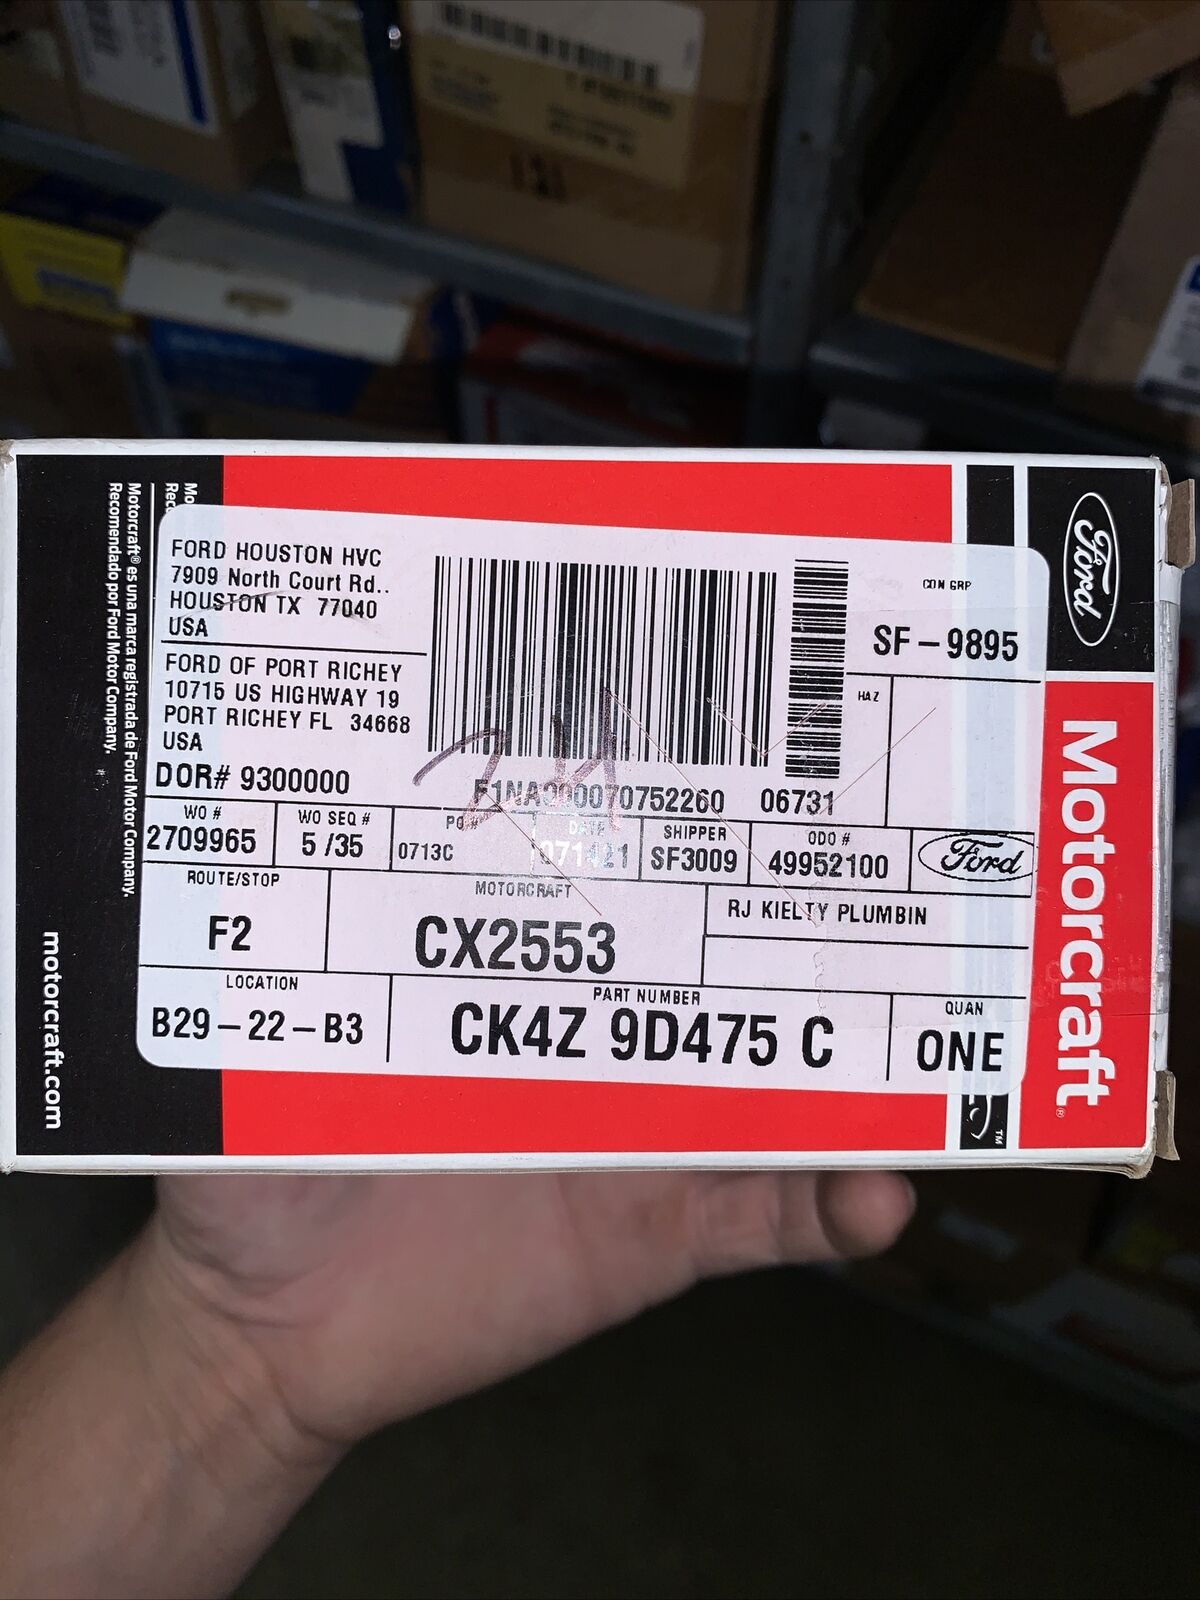 FORD HOUSTON HVC
7909 North Court Rd..
HOUSTON TX 77040
USA
FORD OF PORT RICHEY
10715 US HIGHWAY 19
PORT RICHEY FL 34668
USA
DOR# 9300000
06731
CON GRP
SF-9895
HAZ
WO #
2709965
WO SEQ #
5 /35
PO #
0713C
DATE
SHIPPER
SF3009
ODO #
49952100
Ford
ROUTE/STOP
F2
MOTORCRAFT
CX2553
RJ KIELTY PLUMBIN
LOCATION
B29-22-B3
PART NUMBER
CK4Z 9D475 C
QUAN
ONE
Ford
Motorcraft®
TM
Motorcraft® es una marca registrada de Ford Motor Company.
Recomendado por Ford Motor Company.
motorcraft.com